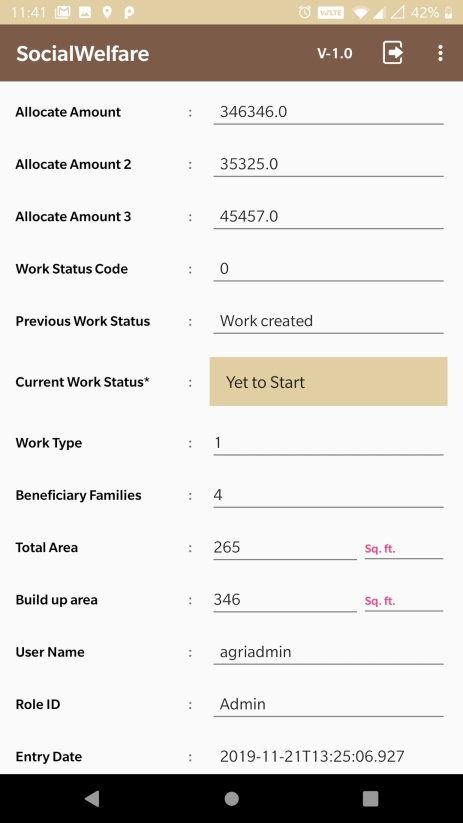 11:41 VoLTE 42%
SocialWelfare V-1.0
Allocate Amount : 346346.0
Allocate Amount 2 : 35325.0
Allocate Amount 3 : 45457.0
Work Status Code : 0
Previous Work Status : Work created
Current Work Status* : Yet to Start
Work Type : 1
Beneficiary Families : 4
Total Area : 265 Sq. ft.
Build up area : 346 Sq. ft.
User Name : agriadmin
Role ID : Admin
Entry Date : 2019-11-21T13:25:06.927